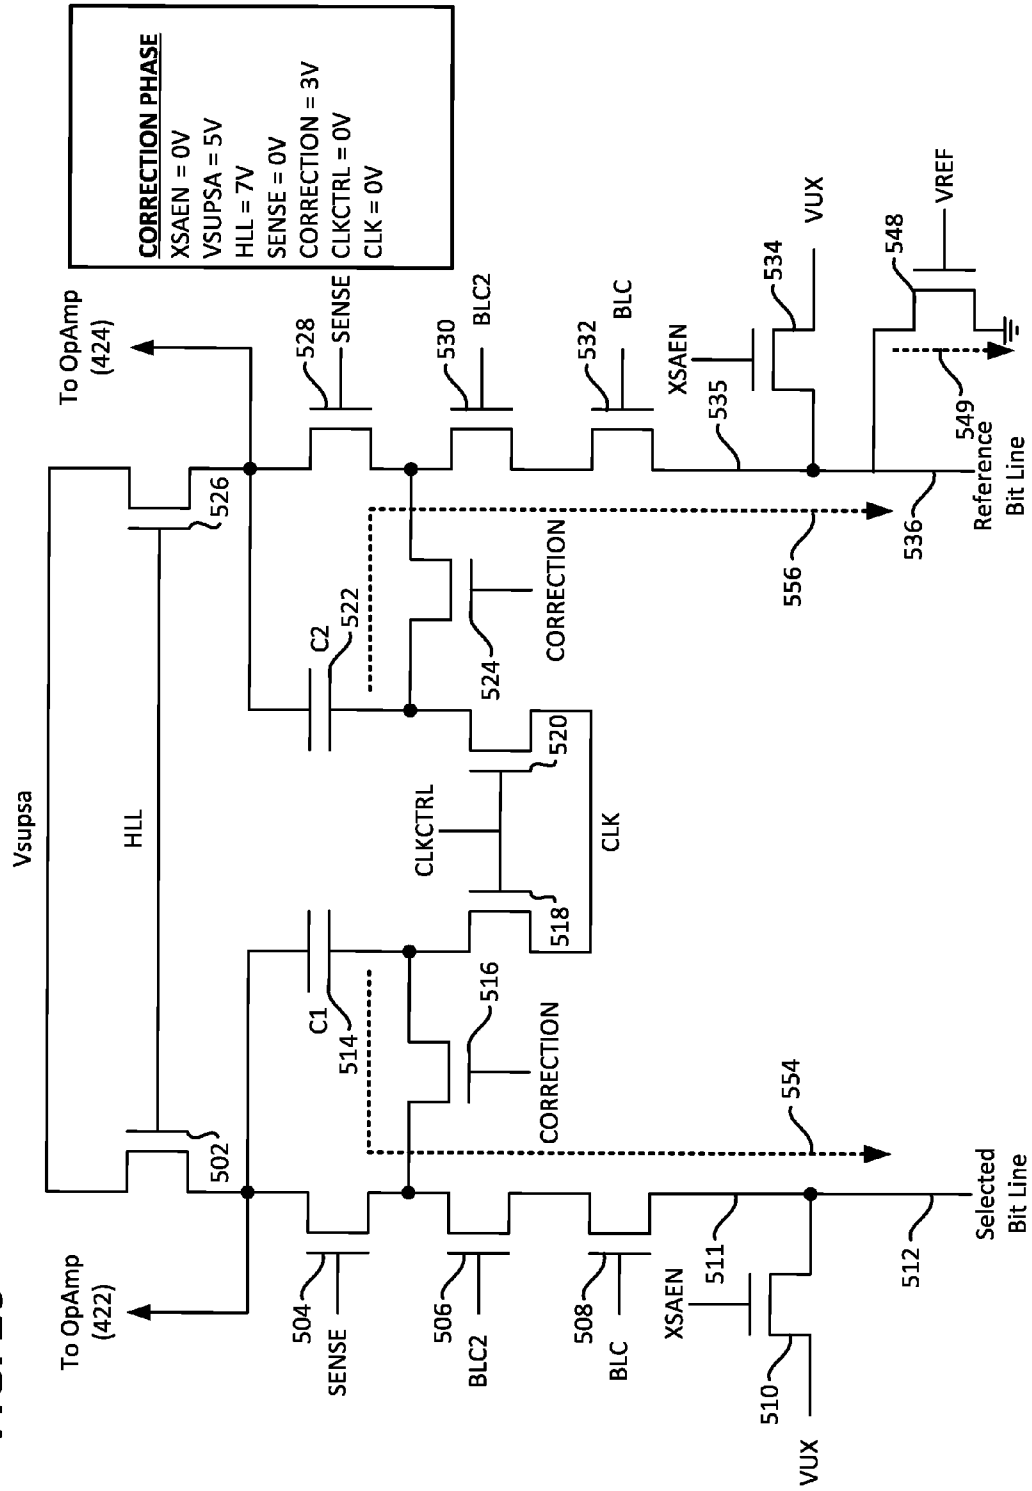 CORRECTION PHASE
XSAEN = 0V
VSUPSA = 5V
HLL = 7V
SENSE = 0V
CORRECTION = 3V
CLKCTRL = 0V
CLK = 0V
Vsupsa
HLL
To OpAmp
(422)
To OpAmp
(424)
502
526
504
SENSE
506
BLC2
508
BLC
XSAEN
510
VUX
511
512
Selected
Bit Line
554
C1
514
516
CORRECTION
CLKCTRL
518
520
CLK
C2
522
524
CORRECTION
528
SENSE
530
BLC2
532
BLC
XSAEN
535
534
VUX
556
536
Reference
Bit Line
549
548
VREF